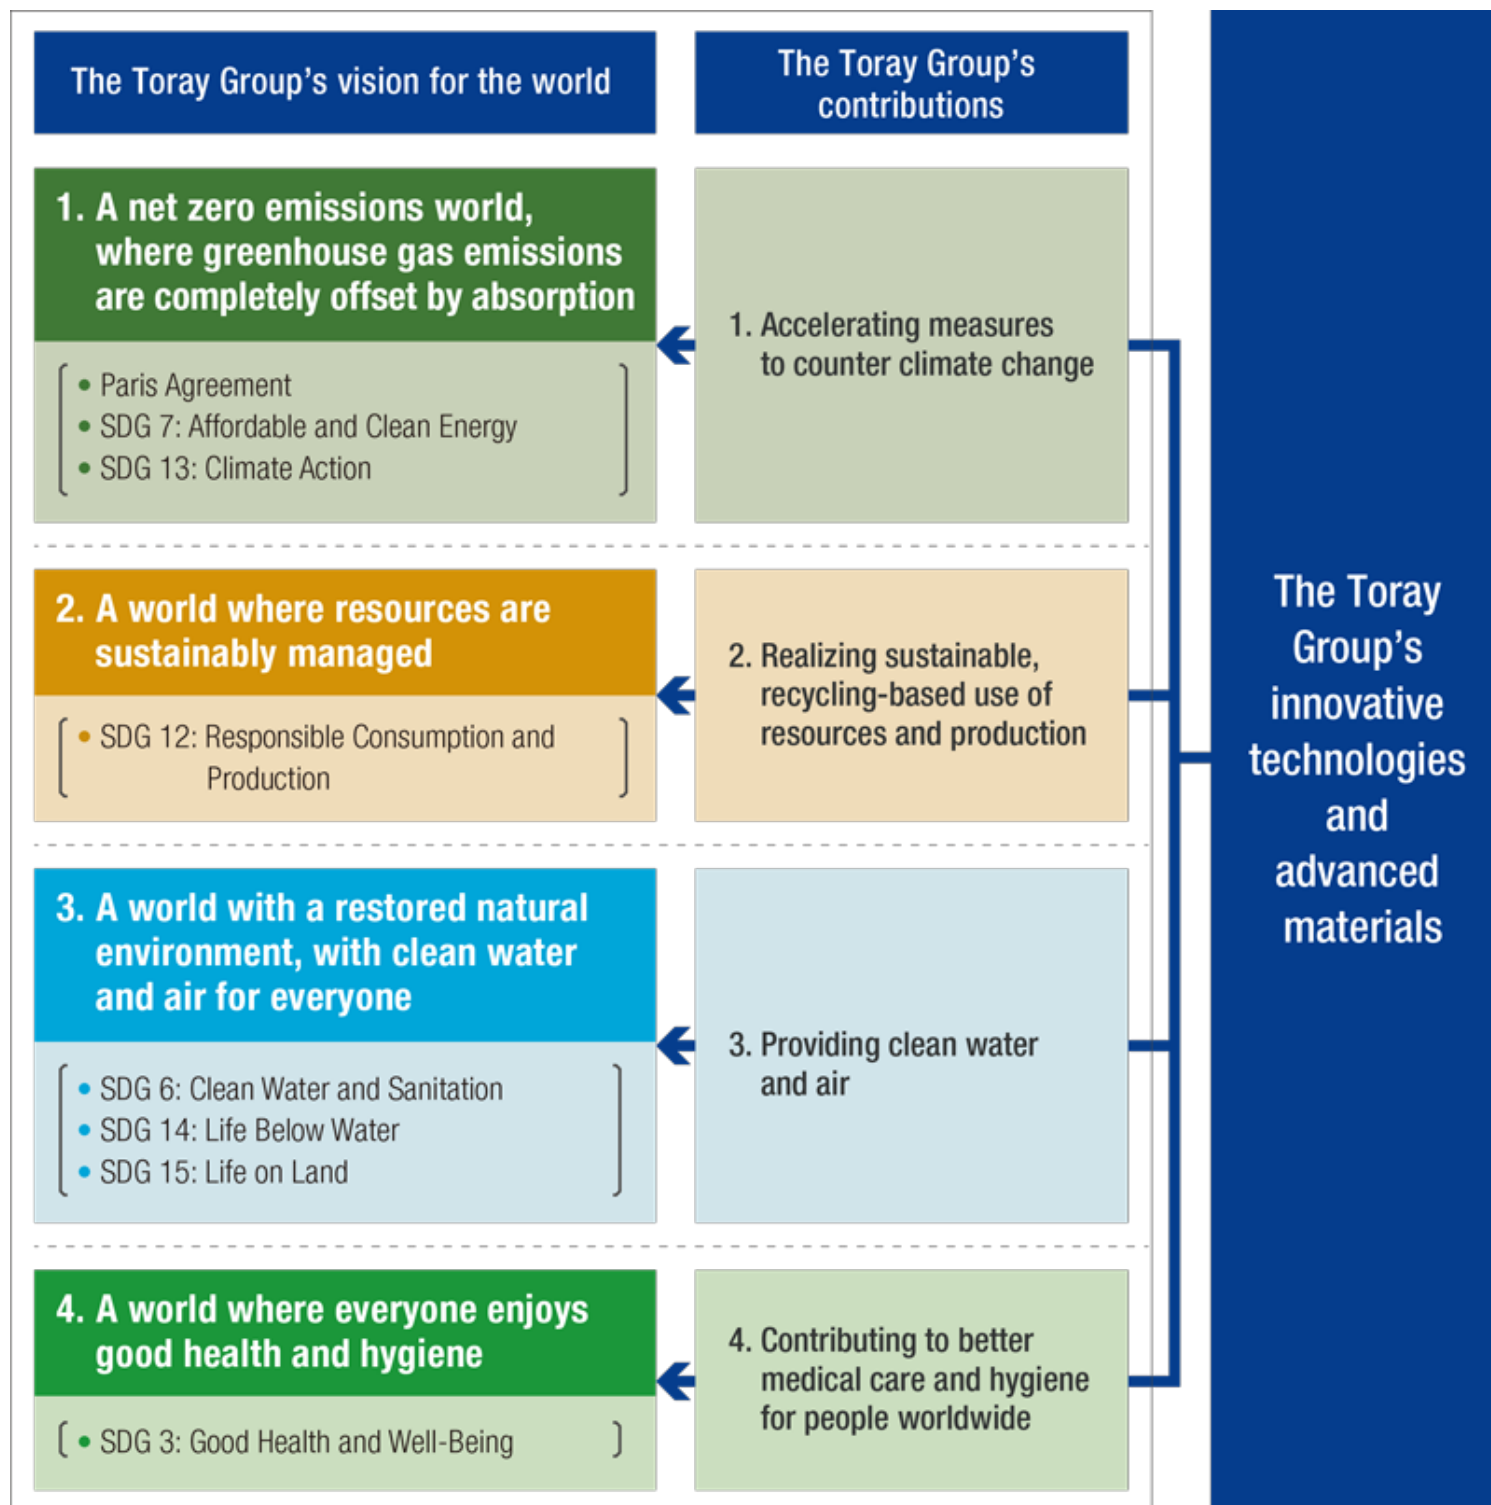 The Toray Group's vision for the world
The Toray Group's
contributions
1. A net zero emissions world,
where greenhouse gas emissions
are completely offset by absorption
• Paris Agreement
• SDG 7: Affordable and Clean Energy
• SDG 13: Climate Action
1. Accelerating measures
to counter climate change
2. A world where resources are
sustainably managed
• SDG 12: Responsible Consumption and
Production
2. Realizing sustainable,
recycling-based use of
resources and production
3. A world with a restored natural
environment, with clean water
and air for everyone
• SDG 6: Clean Water and Sanitation
• SDG 14: Life Below Water
• SDG 15: Life on Land
3. Providing clean water
and air
4. A world where everyone enjoys
good health and hygiene
• SDG 3: Good Health and Well-Being
4. Contributing to better
medical care and hygiene
for people worldwide
The Toray
Group's
innovative
technologies
and
advanced
materials